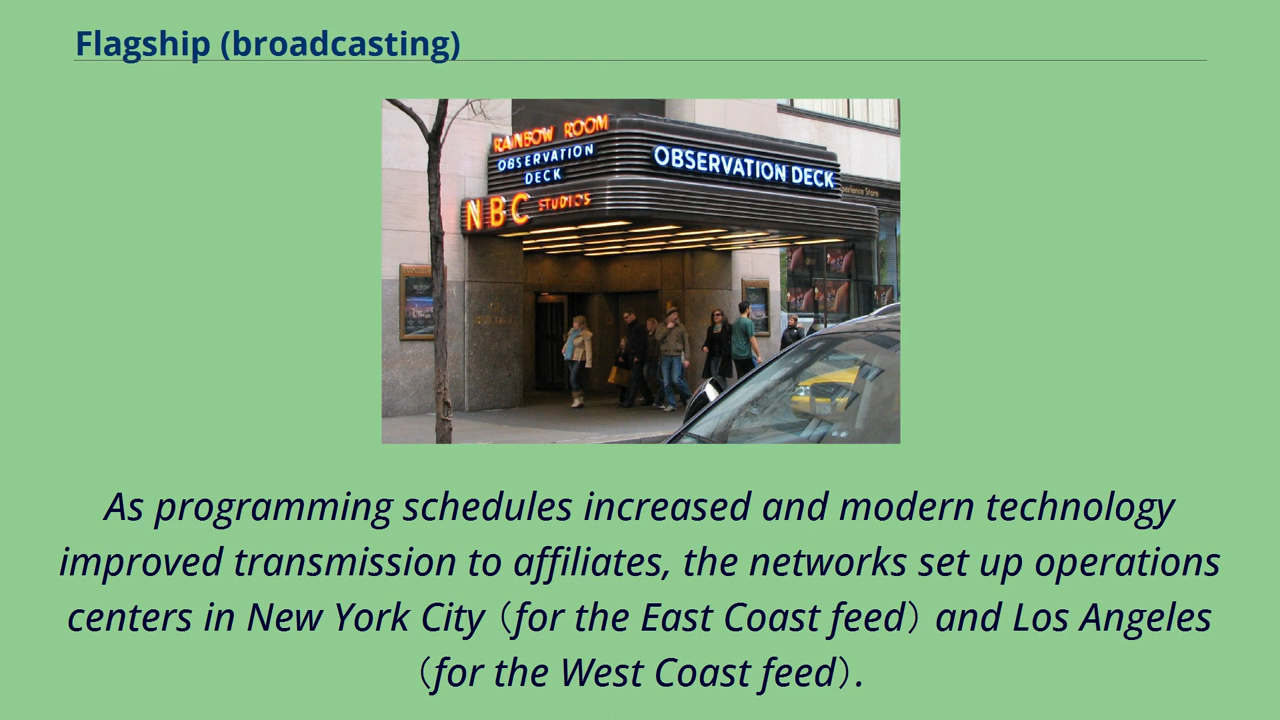 Flagship (broadcasting)
RAINBOW ROOM
OBSERVATION
DECK
OBSERVATION DECK
NBC STUDIOS
perience Store
As programming schedules increased and modern technology
improved transmission to affiliates, the networks set up operations
centers in New York City (for the East Coast feed) and Los Angeles
(for the West Coast feed).